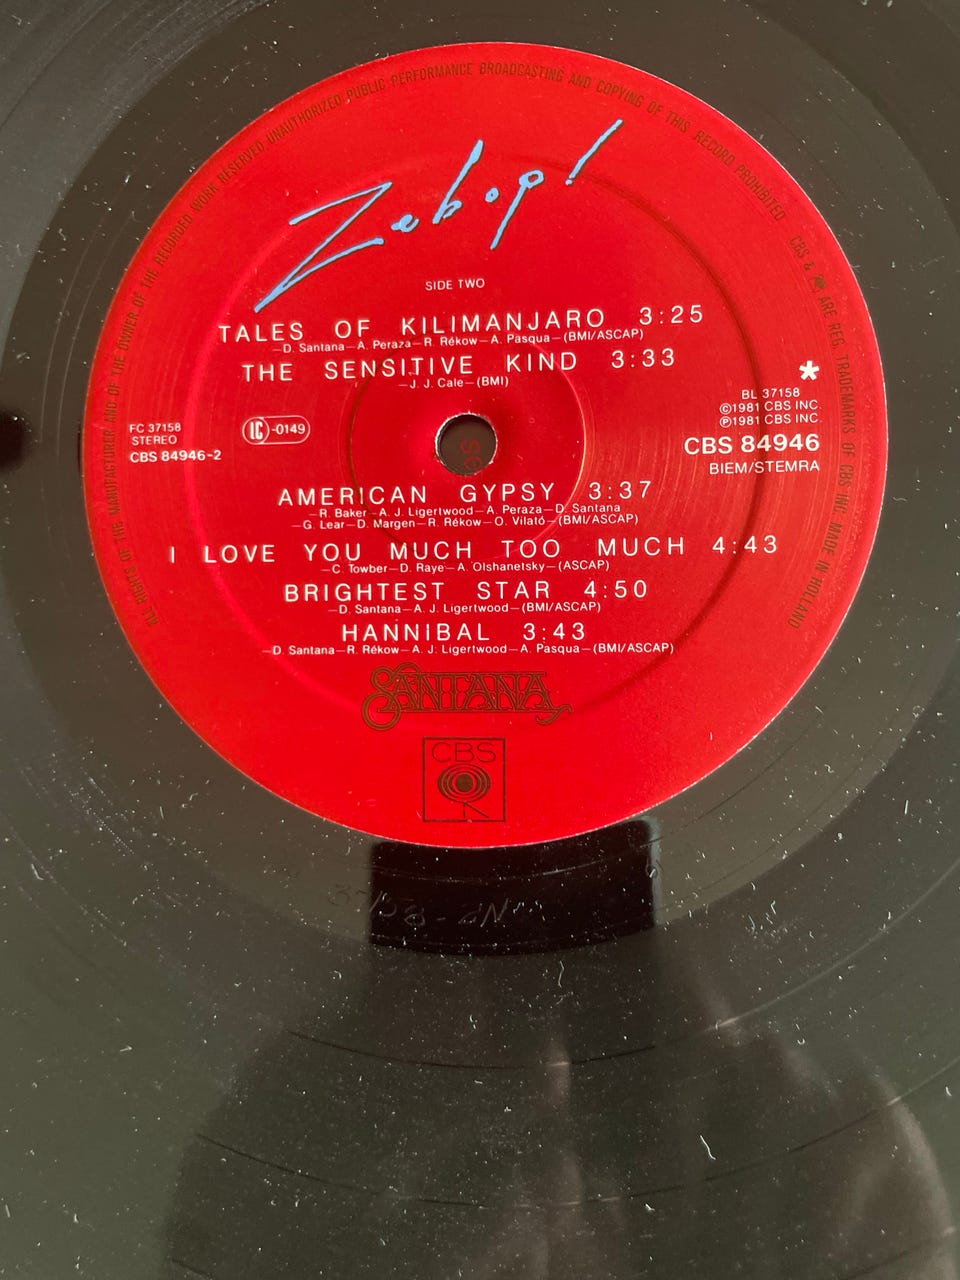 ALL RIGHTS OF THE MANUFACTURER AND OF THE OWNER OF THE RECORDED WORK RESERVED UNAUTHORIZED PUBLIC PERFORMANCE BROADCASTING AND COPYING OF THIS RECORD PROHIBITED
CBS & ARE REG. TRADEMARKS OF CBS INC. MADE IN HOLLAND
Zebop!
SIDE TWO
TALES OF KILIMANJARO 3:25
—D. Santana—A. Peraza—R. Rékow—A. Pasqua—(BMI/ASCAP)
THE SENSITIVE KIND 3:33
—J. J. Cale—(BMI)
FC 37158
STEREO
CBS 84946-2
LC-0149
*
BL 37158
©1981 CBS INC.
℗1981 CBS INC.
CBS 84946
BIEM/STEMRA
AMERICAN GYPSY 3:37
—R. Baker—A. J. Ligertwood—A. Peraza—D. Santana
—G. Lear—D. Margen—R. Rékow—O. Vilató—(BMI/ASCAP)
I LOVE YOU MUCH TOO MUCH 4:43
—C. Towber—D. Raye—A. Olshanetsky—(ASCAP)
BRIGHTEST STAR 4:50
—D. Santana—A. J. Ligertwood—(BMI/ASCAP)
HANNIBAL 3:43
—D. Santana—R. Rékow—A. J. Ligertwood—A. Pasqua—(BMI/ASCAP)
SANTANA
CBS